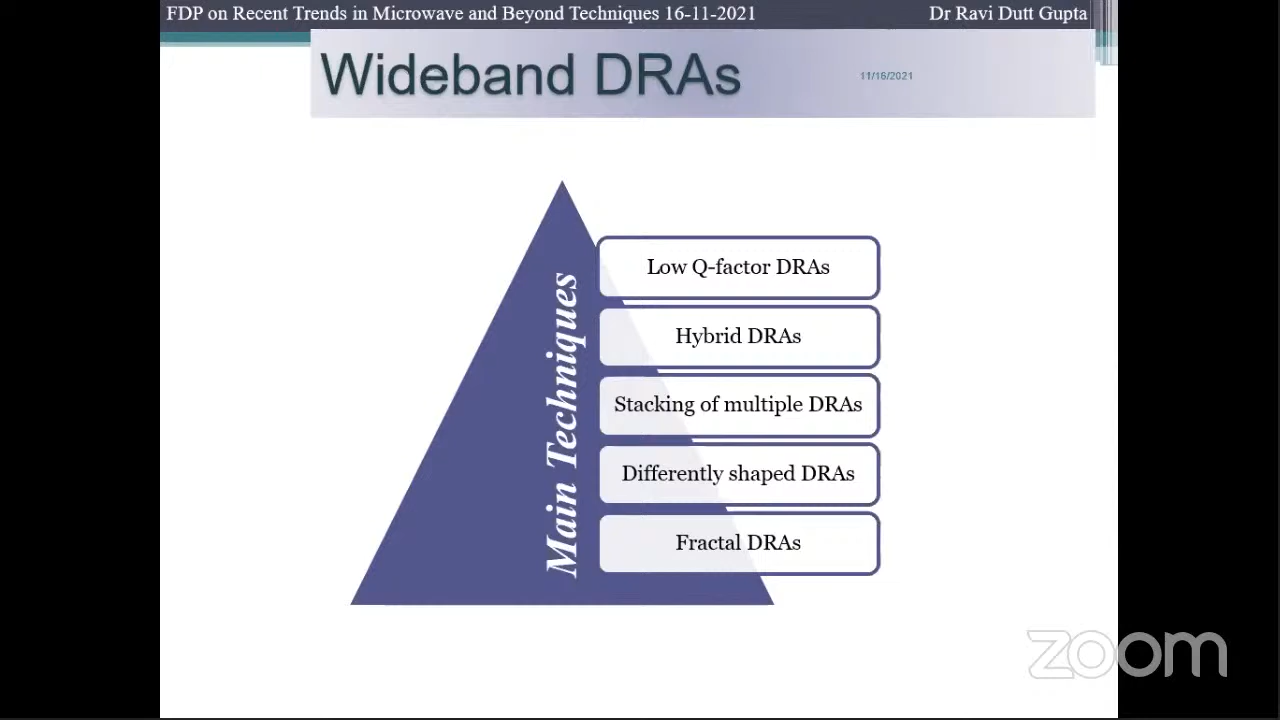 FDP on Recent Trends in Microwave and Beyond Techniques 16-11-2021 Dr Ravi Dutt Gupta
Wideband DRAs
11/16/2021
Main Techniques
Low Q-factor DRAs
Hybrid DRAs
Stacking of multiple DRAs
Differently shaped DRAs
Fractal DRAs
zoom